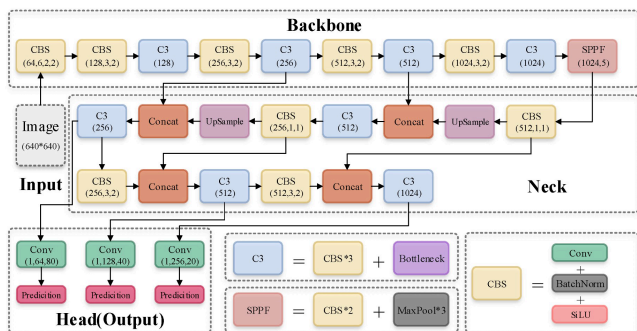 Backbone
CBS
(64,6,2,2)
CBS
(128,3,2)
C3
(128)
CBS
(256,3,2)
C3
(256)
CBS
(512,3,2)
C3
(512)
CBS
(1024,3,2)
C3
(1024)
SPPF
(1024,5)
Image
(640*640)
Input
C3
(256)
Concat
UpSample
CBS
(256,1,1)
C3
(512)
Concat
UpSample
CBS
(512,1,1)
CBS
(256,3,2)
Concat
C3
(512)
CBS
(512,3,2)
Concat
C3
(1024)
Neck
Conv
(1,64,80)
Conv
(1,128,40)
Conv
(1,256,20)
Predicition
Predicition
Predicition
Head(Output)
C3 = CBS*3 + Bottleneck
SPPF = CBS*2 + MaxPool*3
CBS =
Conv
+
BatchNorm
+
SiLU